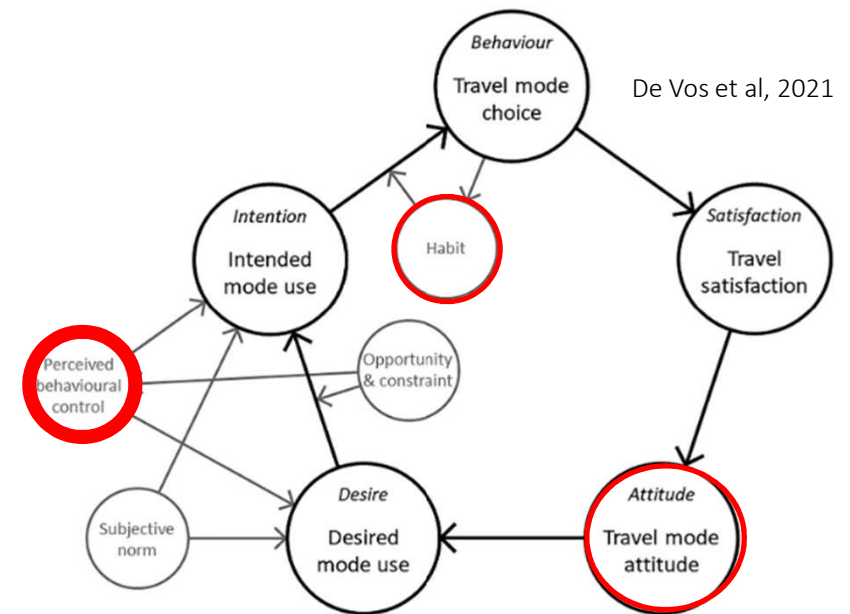 Behaviour
Travel mode
choice
De Vos et al, 2021
Intention
Intended
mode use
Habit
Satisfaction
Travel
satisfaction
Perceived
behavioural
control
Opportunity
& constraint
Subjective
norm
Desire
Desired
mode use
Attitude
Travel mode
attitude